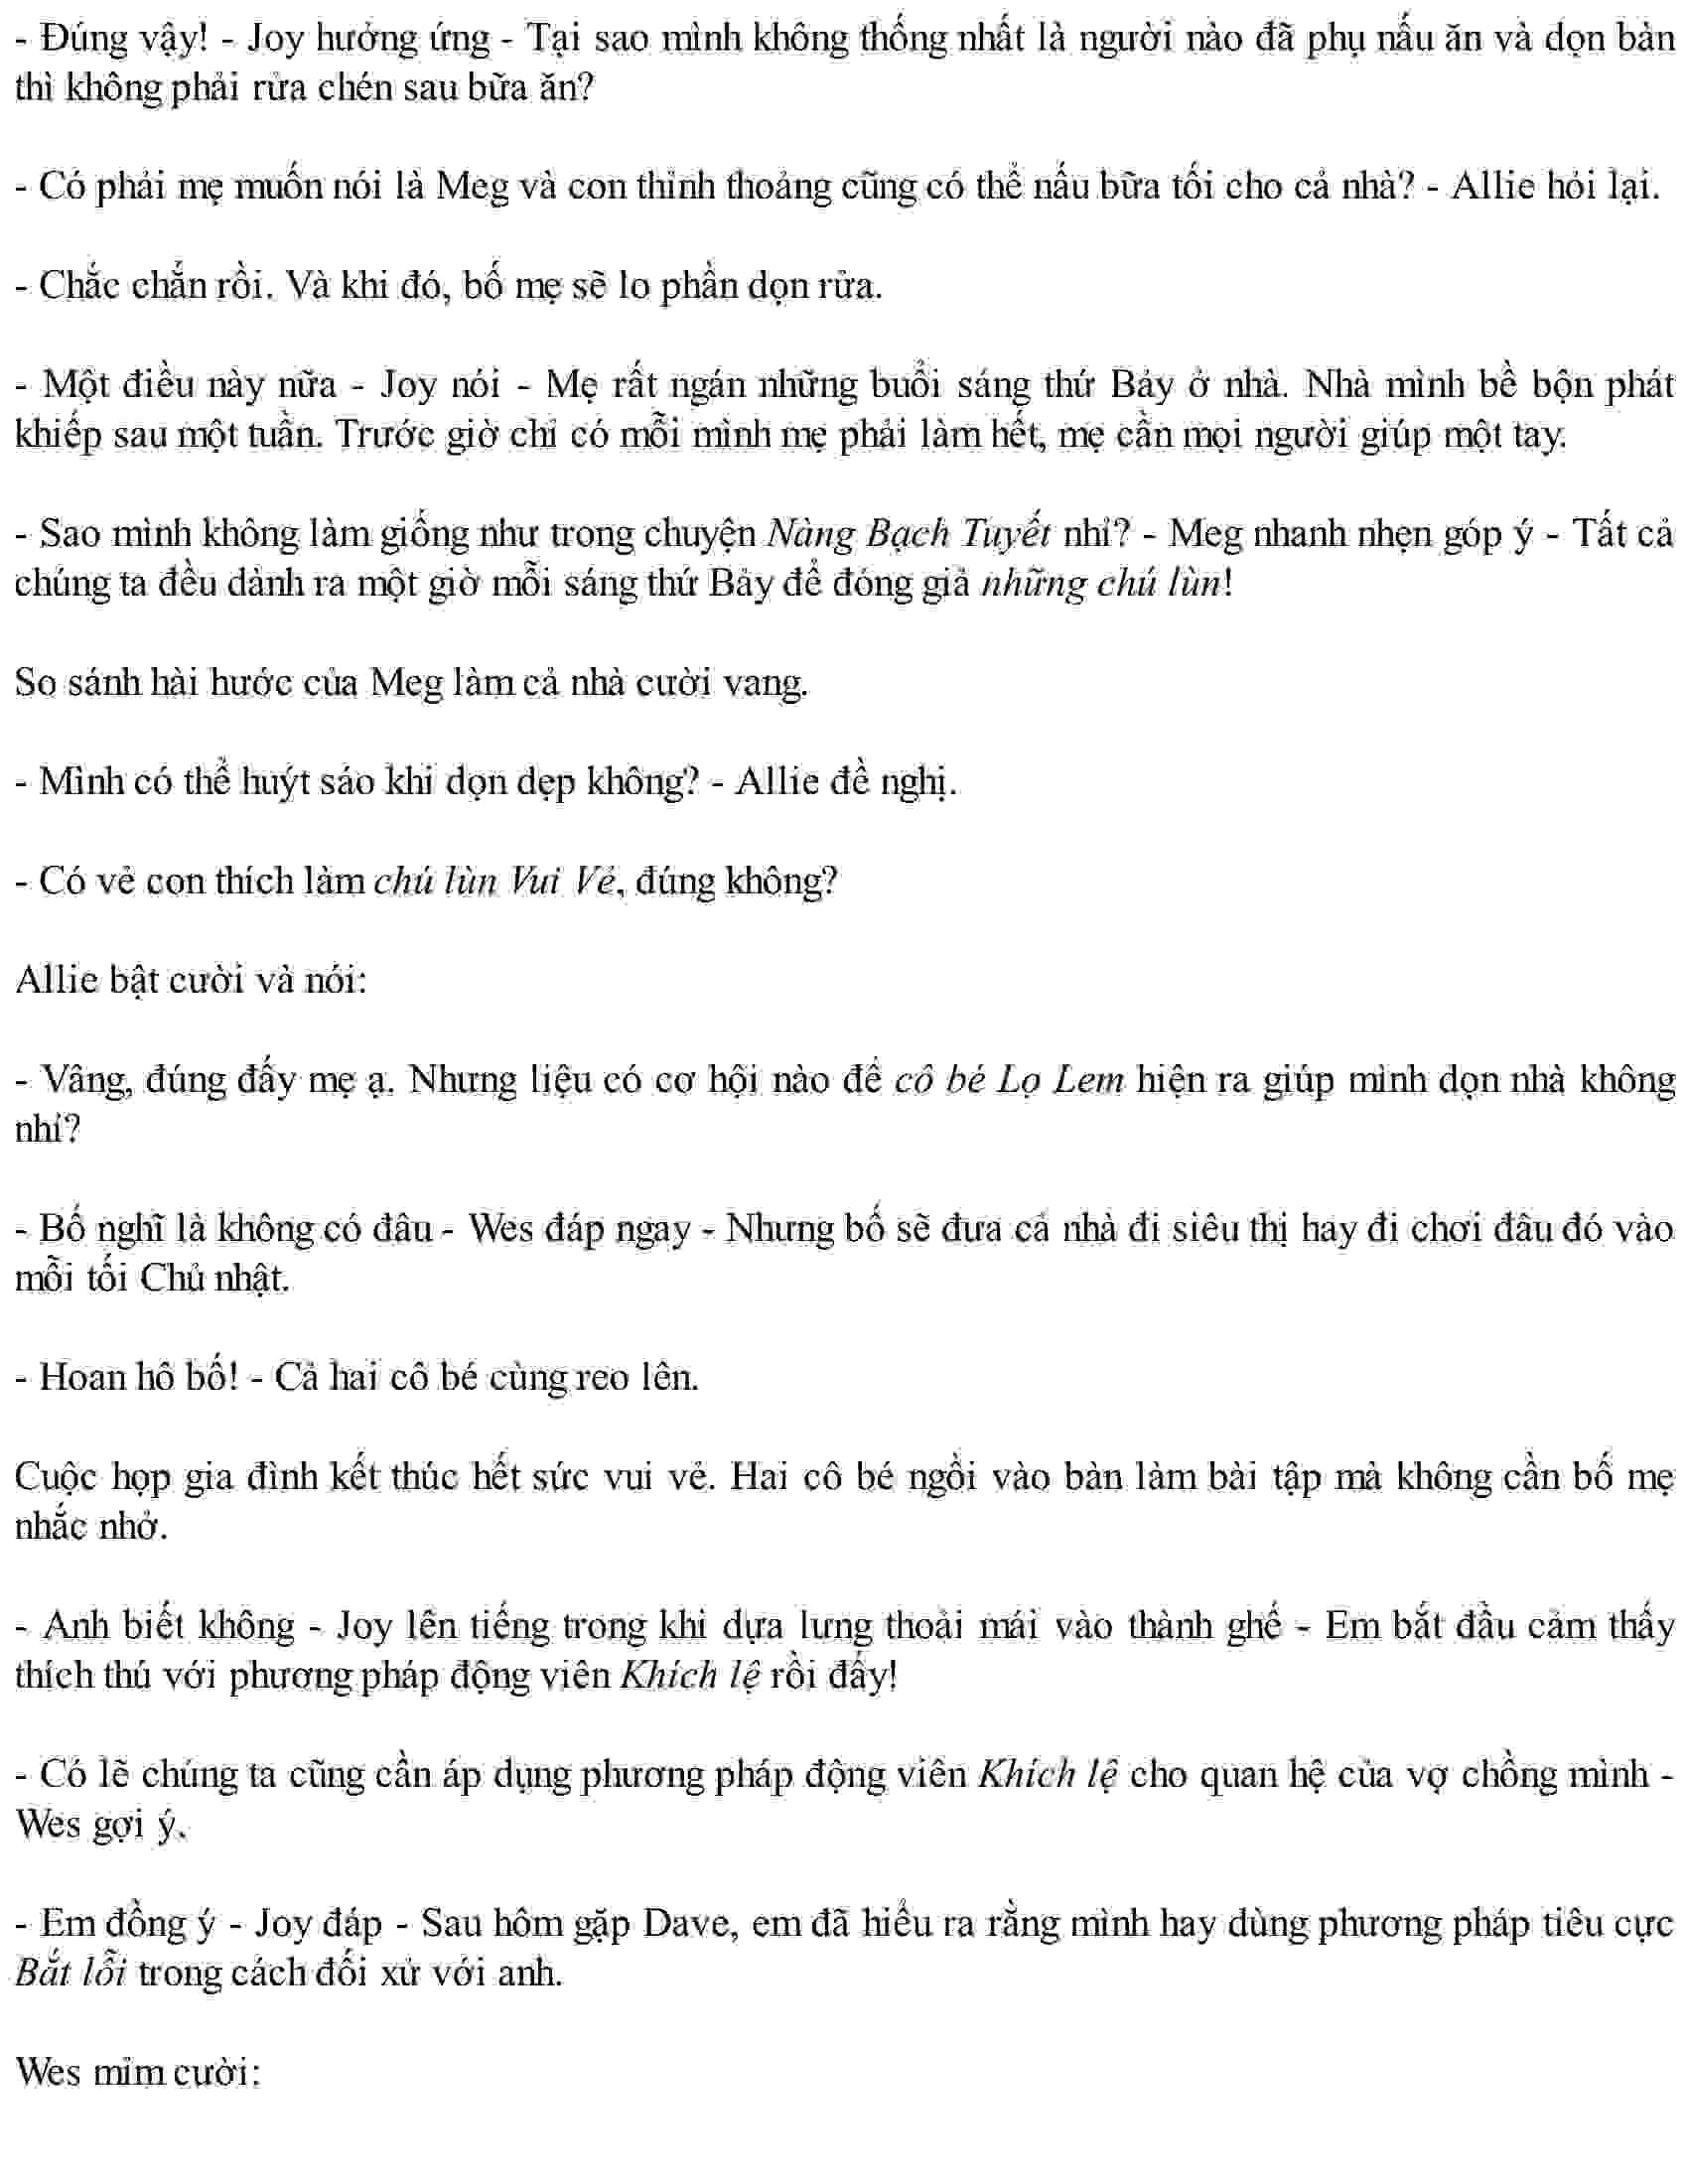 - Đúng vậy! - Joy hưởng ứng - Tại sao mình không thống nhất là người nào đã phụ nấu ăn và dọn bàn
thì không phải rửa chén sau bữa ăn?
- Có phải mẹ muốn nói là Meg và con thỉnh thoảng cũng có thể nấu bữa tối cho cả nhà? - Allie hỏi lại.
- Chắc chắn rồi. Và khi đó, bố mẹ sẽ lo phần dọn rửa.
- Một điều này nữa - Joy nói - Mẹ rất ngán những buổi sáng thứ Bảy ở nhà. Nhà mình bề bộn phát
khiếp sau một tuần. Trước giờ chỉ có mỗi mình mẹ phải làm hết, mẹ cần mọi người giúp một tay.
- Sao mình không làm giống như trong chuyện Nàng Bạch Tuyết nhỉ? - Meg nhanh nhẹn góp ý - Tất cả
chúng ta đều dành ra một giờ mỗi sáng thứ Bảy để đóng giả những chú lùn!
So sánh hài hước của Meg làm cả nhà cười vang.
- Mình có thể huýt sáo khi dọn dẹp không? - Allie đề nghị.
- Có vẻ con thích làm chú lùn Vui Vẻ, đúng không?
Allie bật cười và nói:
- Vâng, đúng đấy mẹ ạ. Nhưng liệu có cơ hội nào để cô bé Lọ Lem hiện ra giúp mình dọn nhà không
nhỉ?
- Bố nghĩ là không có đâu - Wes đáp ngay - Nhưng bố sẽ đưa cả nhà đi siêu thị hay đi chơi đâu đó vào
mỗi tối Chủ nhật.
- Hoan hô bố! - Cả hai cô bé cùng reo lên.
Cuộc họp gia đình kết thúc hết sức vui vẻ. Hai cô bé ngồi vào bàn làm bài tập mà không cần bố mẹ
nhắc nhở.
- Anh biết không - Joy lên tiếng trong khi dựa lưng thoải mái vào thành ghế - Em bắt đầu cảm thấy
thích thú với phương pháp động viên Khích lệ rồi đấy!
- Có lẽ chúng ta cũng cần áp dụng phương pháp động viên Khích lệ cho quan hệ của vợ chồng mình -
Wes gợi ý.
- Em đồng ý - Joy đáp - Sau hôm gặp Dave, em đã hiểu ra rằng mình hay dùng phương pháp tiêu cực
Bắt lỗi trong cách đối xử với anh.
Wes mỉm cười: